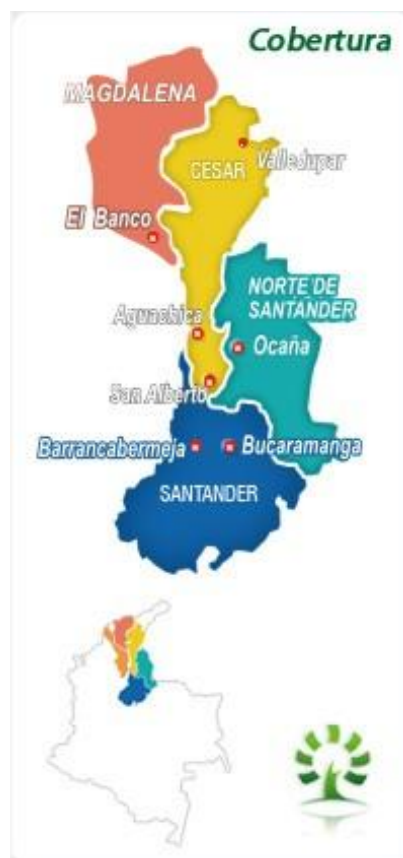 Cobertura
MAGDALENA
Valledupar
CESAR
El Banco
NORTE DE
SANTANDER
Aguachica
Ocaña
San Alberto
Barrancabermeja
Bucaramanga
SANTANDER